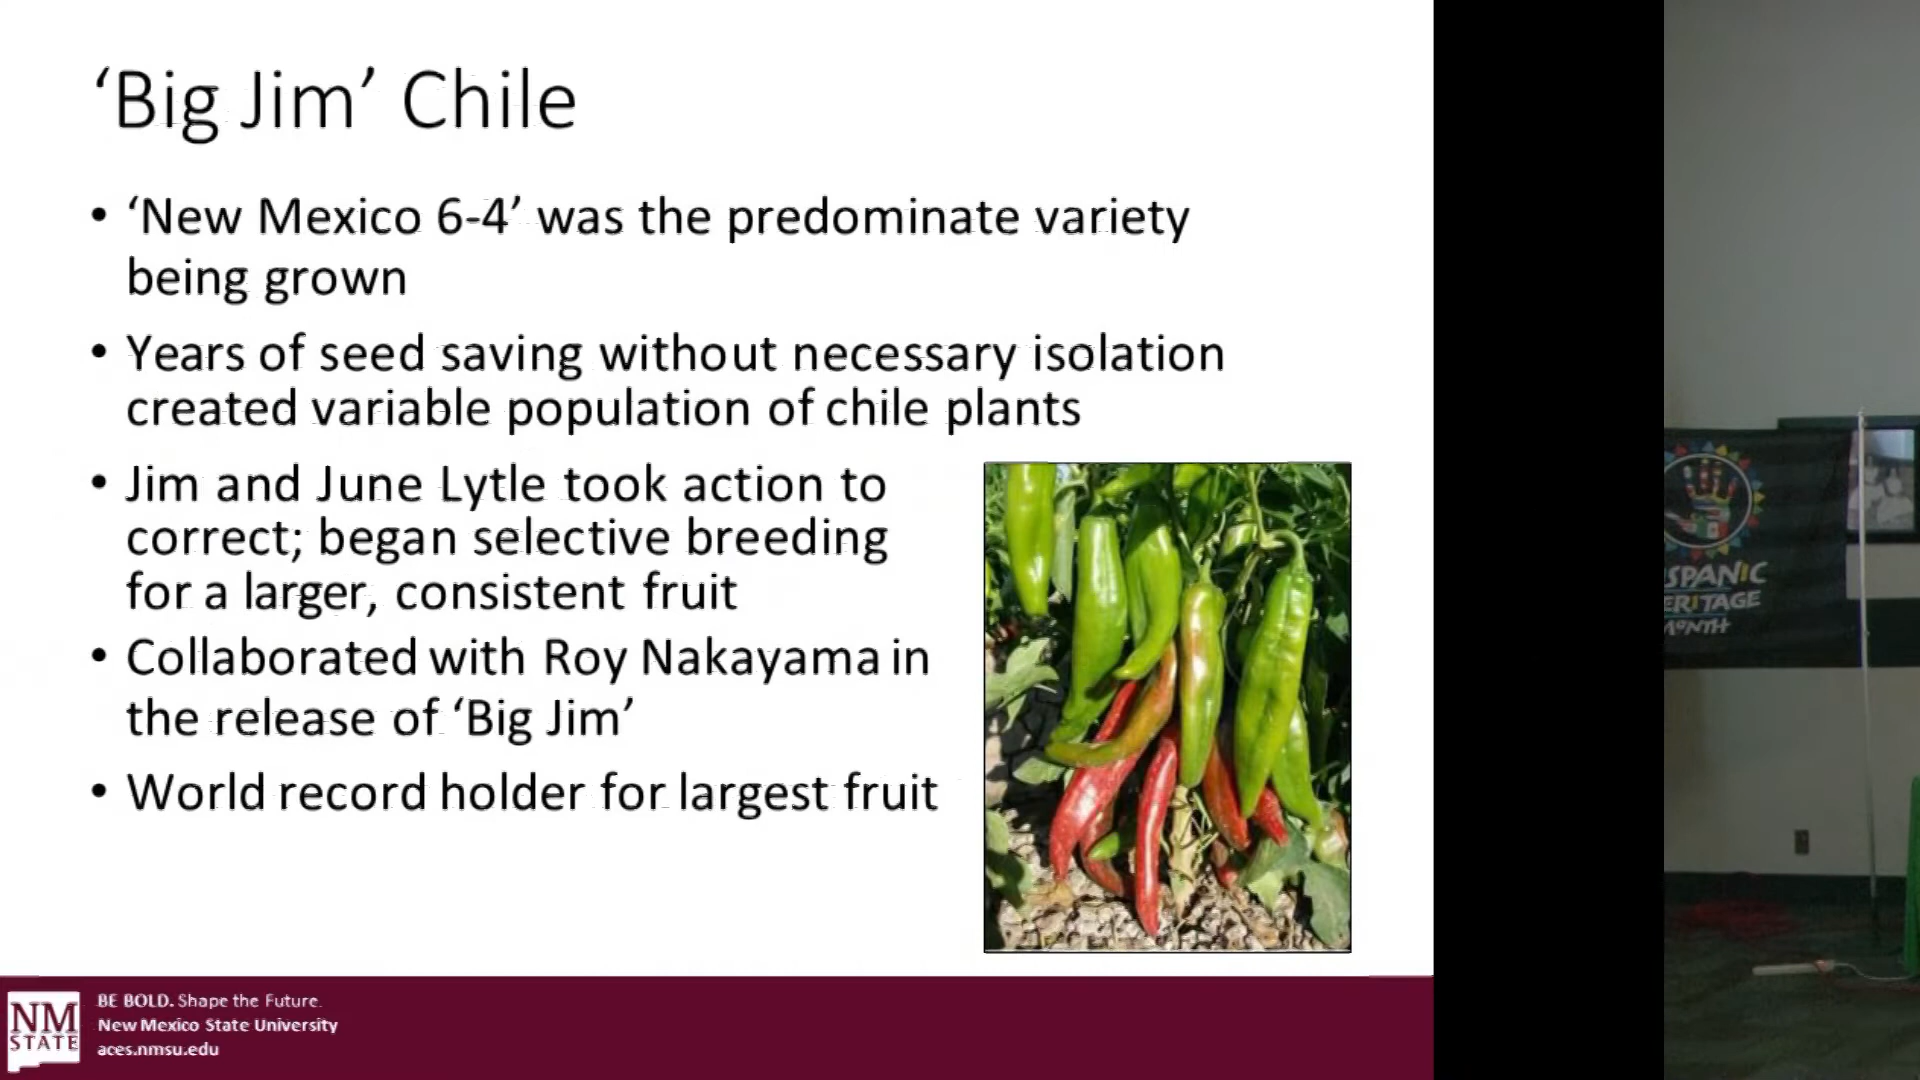 ‘Big Jim’ Chile
• ‘New Mexico 6-4’ was the predominate variety
being grown
• Years of seed saving without necessary isolation
created variable population of chile plants
• Jim and June Lytle took action to
correct; began selective breeding
for a larger, consistent fruit
• Collaborated with Roy Nakayama in
the release of ‘Big Jim’
• World record holder for largest fruit
NM
STATE
BE BOLD. Shape the Future.
New Mexico State University
aces.nmsu.edu
SPANIC
ERITAGE
MONTH